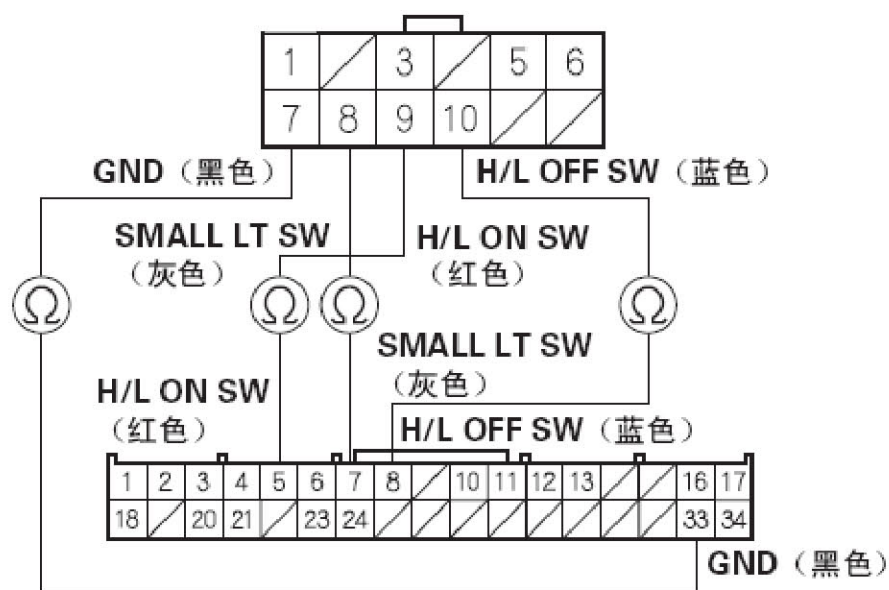 1 3 5 6
7 8 9 10
GND（黑色）
H/L OFF SW（蓝色）
SMALL LT SW
（灰色）
H/L ON SW
（红色）
Ω Ω Ω Ω
SMALL LT SW
（灰色）
H/L ON SW
（红色）
H/L OFF SW（蓝色）
1 2 3 4 5 6 7 8 10 11 12 13 16 17
18 20 21 23 24 33 34
GND（黑色）